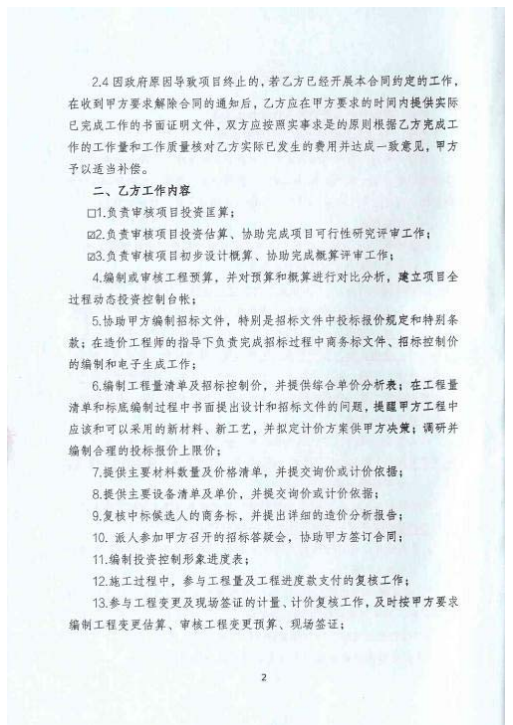 2.4 因政府原因导致项目终止的，若乙方已经开展本合同约定的工作，
在收到甲方要求解除合同的通知后，乙方应在甲方要求的时间内提供实际
已完成工作的书面证明文件，双方应按照实事求是的原则根据乙方完成工
作的工作量和工作质量核对乙方实际已发生的费用并达成一致意见，甲方
予以适当补偿。
二、乙方工作内容
□1.负责审核项目投资匡算；
☑2.负责审核项目投资估算、协助完成项目可行性研究评审工作；
☑3.负责审核项目初步设计概算、协助完成概算评审工作；
4.编制或审核工程预算，并对预算和概算进行对比分析，建立项目全
过程动态投资控制台帐；
5.协助甲方编制招标文件，特别是招标文件中投标报价规定和特别条
款；在造价工程师的指导下负责完成招标过程中商务标文件、招标控制价
的编制和电子生成工作；
6.编制工程量清单及招标控制价，并提供综合单价分析表；在工程量
清单和标底编制过程中书面提出设计和招标文件的问题，提醒甲方工程中
应该和可以采用的新材料、新工艺，并拟定计价方案供甲方决策；调研并
编制合理的投标报价上限价；
7.提供主要材料数量及价格清单，并提交询价或计价依据；
8.提供主要设备清单及单价，并提交询价或计价依据；
9.复核中标候选人的商务标，并提出详细的造价分析报告；
10. 派人参加甲方召开的招标答疑会，协助甲方签订合同；
11.编制投资控制形象进度表；
12.施工过程中，参与工程量及工程进度款支付的复核工作；
13.参与工程变更及现场签证的计量、计价复核工作，及时按甲方要求
编制工程变更估算、审核工程变更预算、现场签证；
2